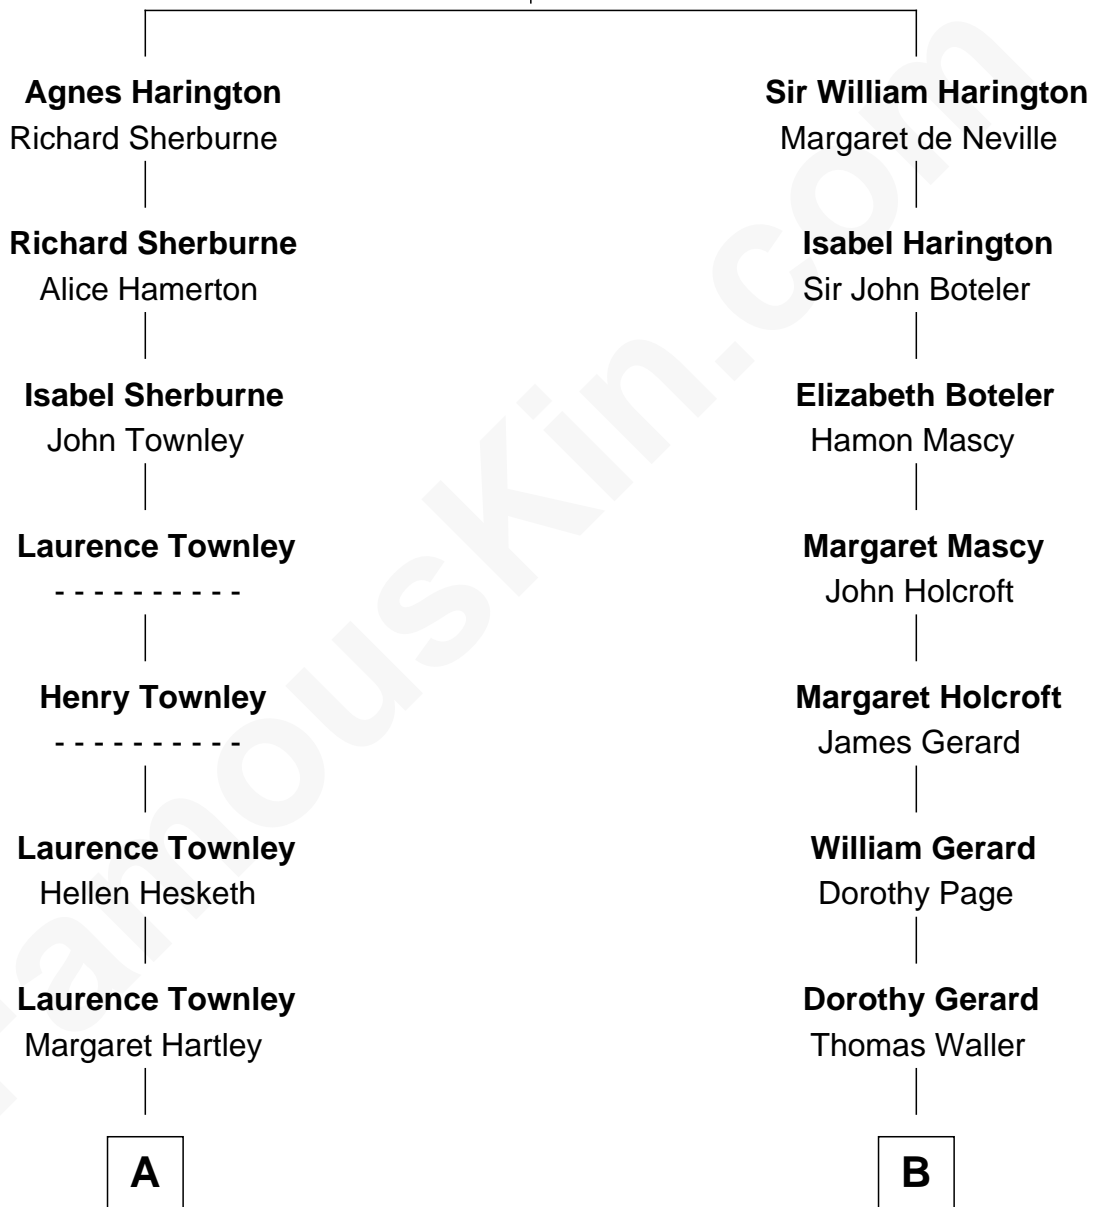 Agnes Harington
Richard Sherburne
Richard Sherburne
Alice Hamerton
Isabel Sherburne
John Townley
Laurence Townley
- - - - - - - - - -
Henry Townley
- - - - - - - - - -
Laurence Townley
Hellen Hesketh
Laurence Townley
Margaret Hartley
A
Sir William Harington
Margaret de Neville
Isabel Harington
Sir John Boteler
Elizabeth Boteler
Hamon Mascy
Margaret Mascy
John Holcroft
Margaret Holcroft
James Gerard
William Gerard
Dorothy Page
Dorothy Gerard
Thomas Waller
B
FamousKin.com